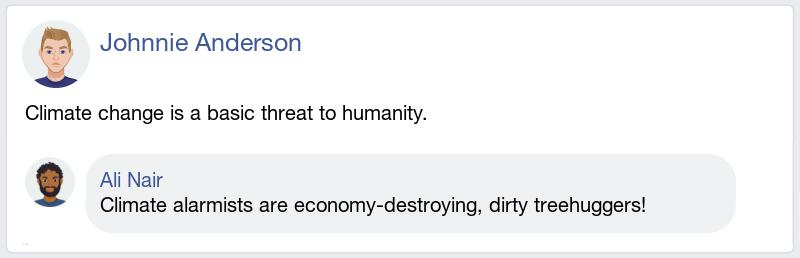 Johnnie Anderson
Climate change is a basic threat to humanity.
Ali Nair
Climate alarmists are economy-destroying, dirty treehuggers!